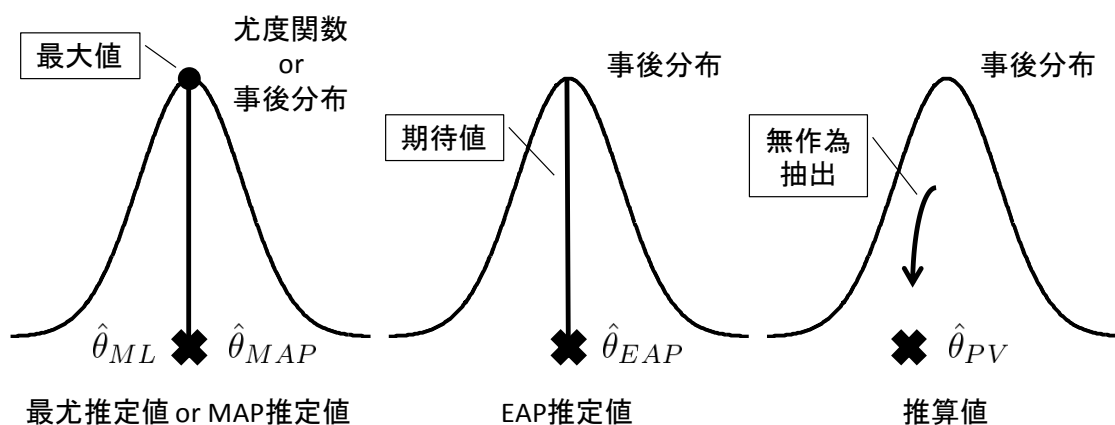 最大値
尤度関数
or
事後分布
θ̂ML
θ̂MAP
最尤推定値 or MAP推定値
事後分布
期待値
θ̂EAP
EAP推定値
事後分布
無作為
抽出
θ̂PV
推算値